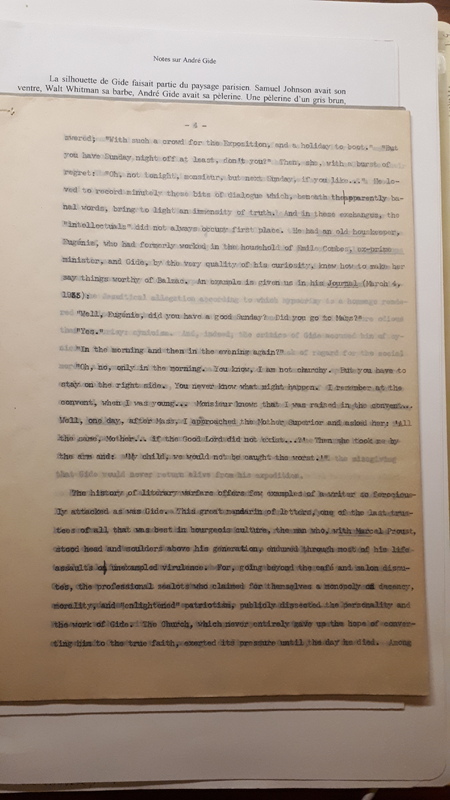 Notes sur André Gide
La silhouette de Gide faisait partie du paysage parisien. Samuel Johnson avait son
ventre, Walt Whitman sa barbe, André Gide avait sa pèlerine. Une pèlerine d'un gris brun,
- 4 -
swered; "With such a crowd for the Exposition, and a holiday to boot." "But
you have Sunday night off at least, don't you?" Then, she, with a burst of
regret: "Oh, not tonight, monsieur, but next Sunday, if you like..." He lo-
ved to record minutely these bits of dialogue which, beneath the apparently ba-
nal words, bring to light an immensity of truth. And in these exchanges, the
"intellectuals" did not always occupy first place. He had an old housekeeper,
Eugénie, who had formerly worked in the household of Emile Combes, ex-prime
minister, and Gide, by the very quality of his curiosity, knew how to make her
say things worthy of Balzac. An example is given us in his Journal (March 4,
1935):
"Well, Eugénie, did you have a good Sunday? Did you go to Mass?"
"Yes."
"In the morning and then in the evening again?"
"Oh, no, only in the morning. You know, I am not churchy. But you have to
stay on the right side. You never know what might happen. I remember at the
convent, when I was young... Monsieur knows that I was raised in the convent...
Well, one day, after Mass, I approached the Mother Superior and asked her; 'All
the same, Mother... if the Good Lord did not exist...?' Then she took me by
the arm and: 'My child, we would not be caught the worst.'"
The history of literary warfare offers few examples of a writer so ferocious-
ly attacked as was Gide. This great mandarin of letters, one of the last trus-
tees of all that was best in bourgeois culture, the man who, with Marcel Proust,
stood head and shoulders above his generation, endured through most of his life
assaults of unexampled virulence. For, going beyond the café and salon dispu-
tes, the professional zealots who claimed for themselves a monopoly of decency,
morality, and "enlightened" patriotism, publicly dissected the personality and
the work of Gide. The Church, which never entirely gave up the hope of conver-
ting him to the true faith, exerted its pressure until the day he died. Among